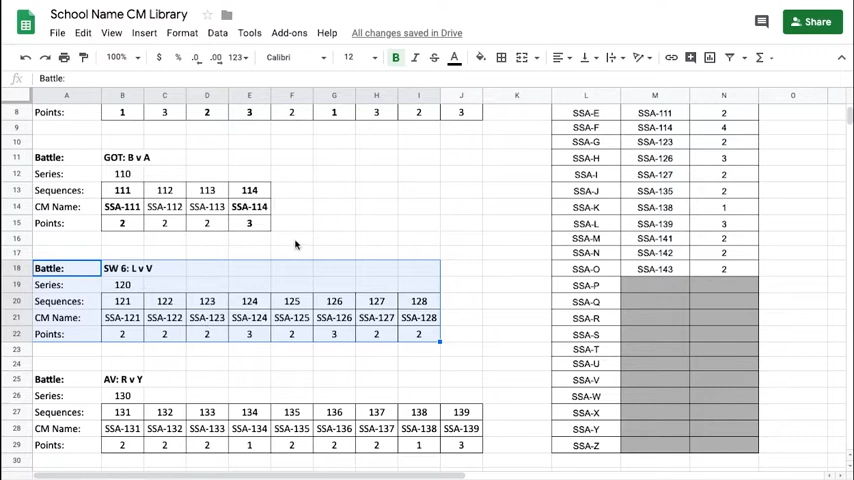 School Name CM Library
File Edit View Insert Format Data Tools Add-ons Help All changes saved in Drive
Share
100% $ % .0 .00 123 Calibri 12 B I S A
fx Battle:
A B C D E F G H I J K L M N O
8 Points: 1 3 2 3 2 1 3 2 3 SSA-E SSA-111 2
9 SSA-F SSA-114 4
10 SSA-G SSA-123 2
11 Battle: GOT: B v A SSA-H SSA-126 3
12 Series: 110 SSA-I SSA-127 2
13 Sequences: 111 112 113 114 SSA-J SSA-135 2
14 CM Name: SSA-111 SSA-112 SSA-113 SSA-114 SSA-K SSA-138 1
15 Points: 2 2 2 3 SSA-L SSA-139 3
16 SSA-M SSA-141 2
17 SSA-N SSA-142 2
18 Battle: SW 6: L v V SSA-O SSA-143 2
19 Series: 120 SSA-P
20 Sequences: 121 122 123 124 125 126 127 128 SSA-Q
21 CM Name: SSA-121 SSA-122 SSA-123 SSA-124 SSA-125 SSA-126 SSA-127 SSA-128 SSA-R
22 Points: 2 2 2 3 2 3 2 2 SSA-S
23 SSA-T
24 SSA-U
25 Battle: AV: R v Y SSA-V
26 Series: 130 SSA-W
27 Sequences: 131 132 133 134 135 136 137 138 139 SSA-X
28 CM Name: SSA-131 SSA-132 SSA-133 SSA-134 SSA-135 SSA-136 SSA-137 SSA-138 SSA-139 SSA-Y
29 Points: 2 2 2 1 2 2 2 1 3 SSA-Z
30